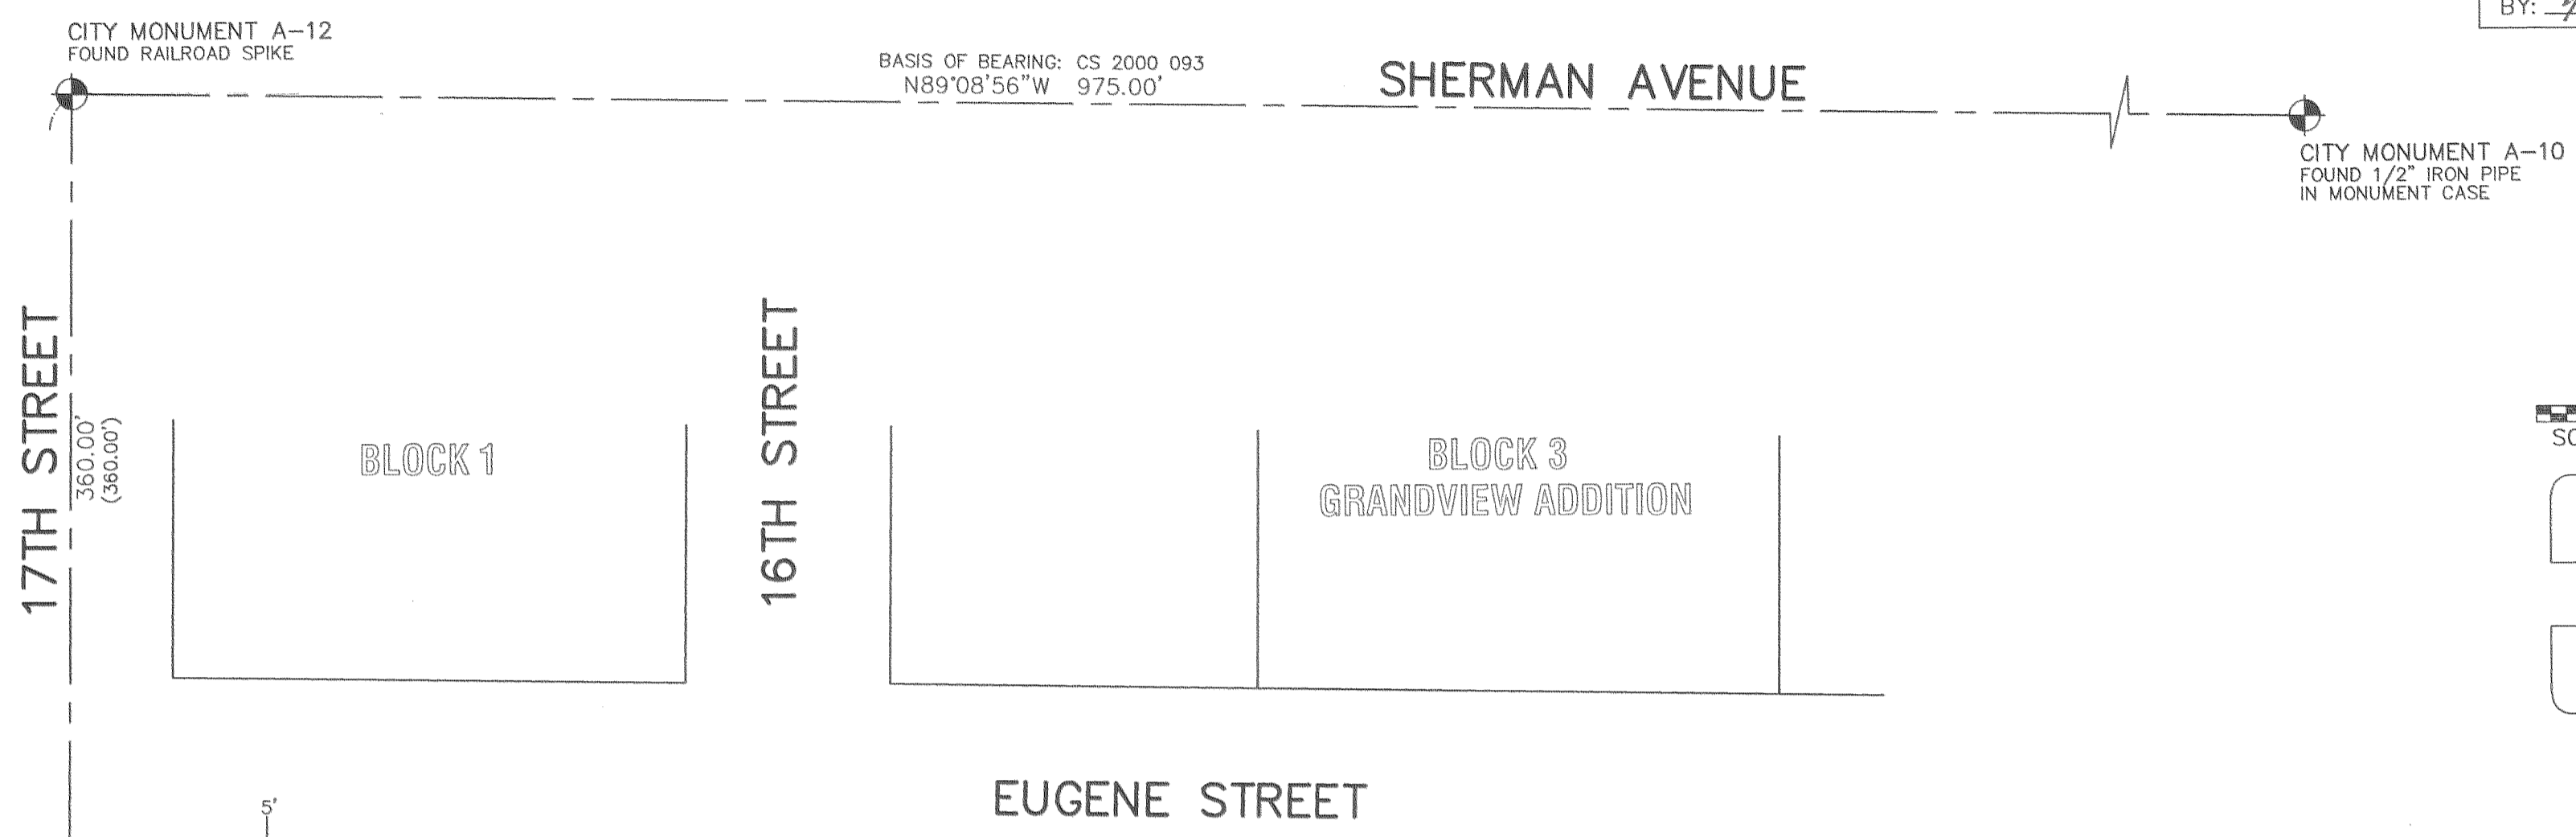 BY:
CITY MONUMENT A-12
FOUND RAILROAD SPIKE
BASIS OF BEARING: CS 2000 093
N89°08'56"W 975.00'
SHERMAN AVENUE
CITY MONUMENT A-10
FOUND 1/2" IRON PIPE
IN MONUMENT CASE
17TH STREET
360.00'
(360.00')
BLOCK 1
16TH STREET
BLOCK 3
GRANDVIEW ADDITION
EUGENE STREET
5'